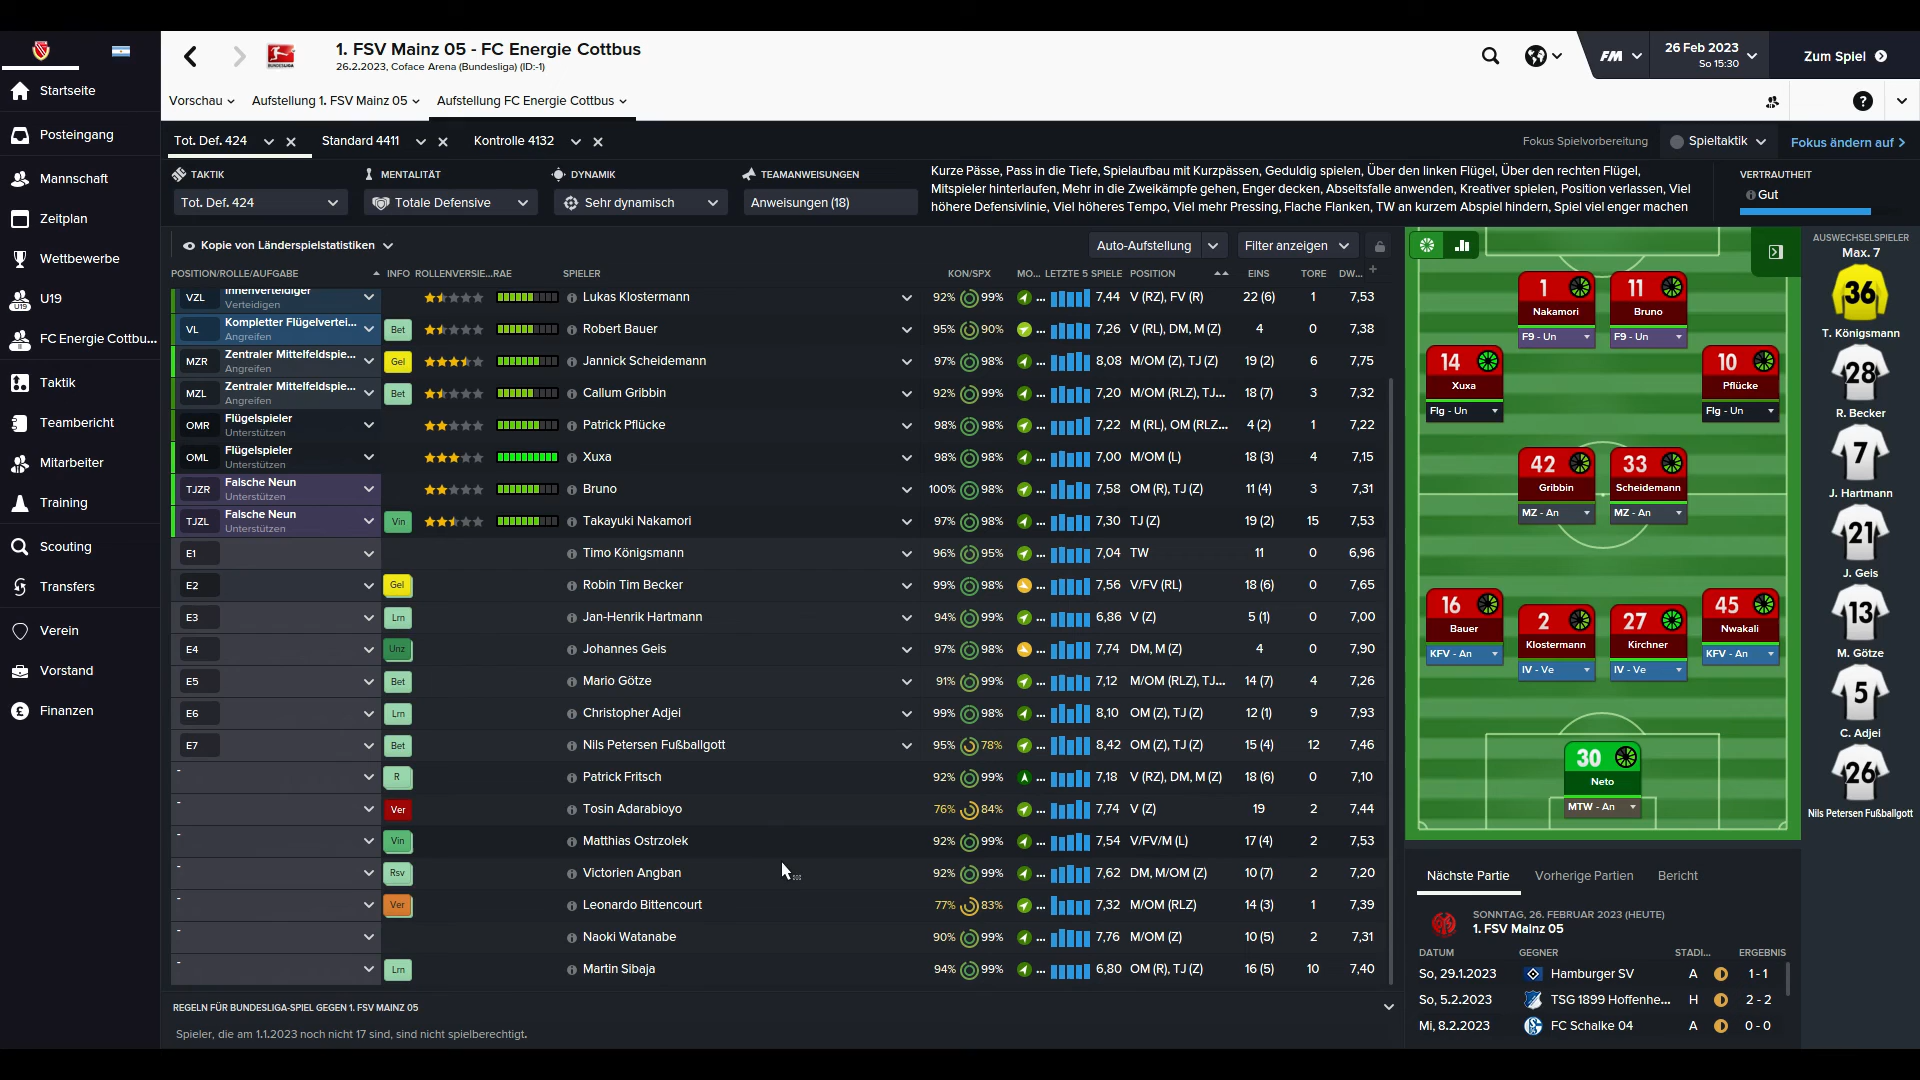 1. FSV Mainz 05 - FC Energie Cottbus
26.2.2023, Coface Arena (Bundesliga) (ID:-1)
FM
26 Feb 2023
So 15:30
Zum Spiel
Vorschau
Aufstellung 1. FSV Mainz 05
Aufstellung FC Energie Cottbus
Startseite
Posteingang
Mannschaft
Zeitplan
Wettbewerbe
U19
FC Energie Cottbu...
Taktik
Teambericht
Mitarbeiter
Training
Scouting
Transfers
Verein
Vorstand
Finanzen
Tot. Def. 424
Standard 4411
Kontrolle 4132
Fokus Spielvorbereitung
Spieltaktik
Fokus ändern auf >
TAKTIK
MENTALITÄT
DYNAMIK
TEAMANWEISUNGEN
Tot. Def. 424
Totale Defensive
Sehr dynamisch
Anweisungen (18)
Kurze Pässe, Pass in die Tiefe, Spielaufbau mit Kurzpässen, Geduldig spielen, Über den linken Flügel, Über den rechten Flügel,
Mitspieler hinterlaufen, Mehr in die Zweikämpfe gehen, Enger decken, Abseitsfalle anwenden, Kreativer spielen, Position verlassen, Viel
höhere Defensivlinie, Viel höheres Tempo, Viel mehr Pressing, Flache Flanken, TW an kurzem Abspiel hindern, Spiel viel enger machen
VERTRAUTHEIT
Gut
Kopie von Länderspielstatistiken
Auto-Aufstellung
Filter anzeigen
POSITION/ROLLE/AUFGABE INFO ROLLENVERSIE...RAE SPIELER KON/SPX MO... LETZTE 5 SPIELE POSITION EINS TORE DW...
VZL Innenverteidiger Verteidigen Lukas Klostermann 92% 99% ... 7,44 V (RZ), FV (R) 22 (6) 1 7,53
VL Kompletter Flügelvertei... Angreifen Bet Robert Bauer 95% 90% ... 7,26 V (RL), DM, M (Z) 4 0 7,38
MZR Zentraler Mittelfeldspie... Angreifen Gel Jannick Scheidemann 97% 98% ... 8,08 M/OM (Z), TJ (Z) 19 (2) 6 7,75
MZL Zentraler Mittelfeldspie... Angreifen Bet Callum Gribbin 92% 99% ... 7,20 M/OM (RLZ), TJ... 18 (7) 3 7,32
OMR Flügelspieler Unterstützen Patrick Pflücke 98% 98% ... 7,22 M (RL), OM (RLZ... 4 (2) 1 7,22
OML Flügelspieler Unterstützen Xuxa 98% 98% ... 7,00 M/OM (L) 18 (3) 4 7,15
TJZR Falsche Neun Unterstützen Bruno 100% 98% ... 7,58 OM (R), TJ (Z) 11 (4) 3 7,31
TJZL Falsche Neun Unterstützen Vin Takayuki Nakamori 97% 98% ... 7,30 TJ (Z) 19 (2) 15 7,53
E1 Timo Königsmann 96% 95% ... 7,04 TW 11 0 6,96
E2 Gel Robin Tim Becker 99% 98% ... 7,56 V/FV (RL) 18 (6) 0 7,65
E3 Lrn Jan-Henrik Hartmann 94% 99% ... 6,86 V (Z) 5 (1) 0 7,00
E4 Unz Johannes Geis 97% 98% ... 7,74 DM, M (Z) 4 0 7,90
E5 Bet Mario Götze 91% 99% ... 7,12 M/OM (RLZ), TJ... 14 (7) 4 7,26
E6 Lrn Christopher Adjei 99% 98% ... 8,10 OM (Z), TJ (Z) 12 (1) 9 7,93
E7 Bet Nils Petersen Fußballgott 95% 78% ... 8,42 OM (Z), TJ (Z) 15 (4) 12 7,46
- R Patrick Fritsch 92% 99% ... 7,18 V (RZ), DM, M (Z) 18 (6) 0 7,10
- Ver Tosin Adarabioyo 76% 84% ... 7,74 V (Z) 19 2 7,44
- Vin Matthias Ostrzolek 92% 99% ... 7,54 V/FV/M (L) 17 (4) 2 7,53
- Rsv Victorien Angban 92% 99% ... 7,62 DM, M/OM (Z) 10 (7) 2 7,20
- Ver Leonardo Bittencourt 77% 83% ... 7,32 M/OM (RLZ) 14 (3) 1 7,39
- Naoki Watanabe 90% 99% ... 7,76 M/OM (Z) 10 (5) 2 7,31
- Lrn Martin Sibaja 94% 99% ... 6,80 OM (R), TJ (Z) 16 (5) 10 7,40
REGELN FÜR BUNDESLIGA-SPIEL GEGEN 1. FSV MAINZ 05
Spieler, die am 1.1.2023 noch nicht 17 sind, sind nicht spielberechtigt.
1 Nakamori F9 - Un
11 Bruno F9 - Un
14 Xuxa Flg - Un
10 Pflücke Flg - Un
42 Gribbin MZ - An
33 Scheidemann MZ - An
16 Bauer KFV - An
2 Klostermann IV - Ve
27 Kirchner IV - Ve
45 Nwakali KFV - An
30 Neto MTW - An
AUSWECHSELSPIELER
Max. 7
36
T. Königsmann
28
R. Becker
7
J. Hartmann
21
J. Geis
13
M. Götze
5
C. Adjei
26
Nils Petersen Fußballgott
Nächste Partie
Vorherige Partien
Bericht
SONNTAG, 26. FEBRUAR 2023 (HEUTE)
1. FSV Mainz 05
DATUM GEGNER STADI... ERGEBNIS
So, 29.1.2023 Hamburger SV A 1 - 1
So, 5.2.2023 TSG 1899 Hoffenhe... H 2 - 2
Mi, 8.2.2023 FC Schalke 04 A 0 - 0